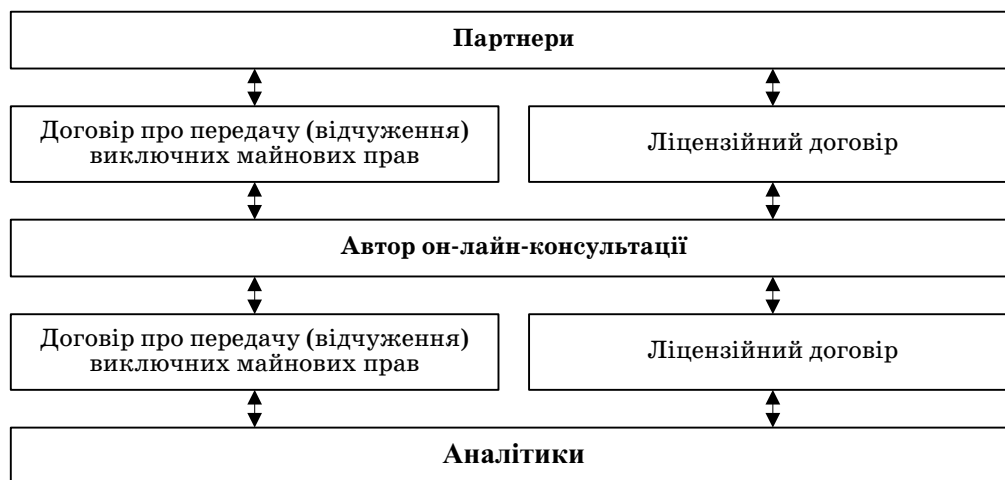 Партнери
Договір про передачу (відчуження)
виключних майнових прав
Ліцензійний договір
Автор он-лайн-консультації
Договір про передачу (відчуження)
виключних майнових прав
Ліцензійний договір
Аналітики